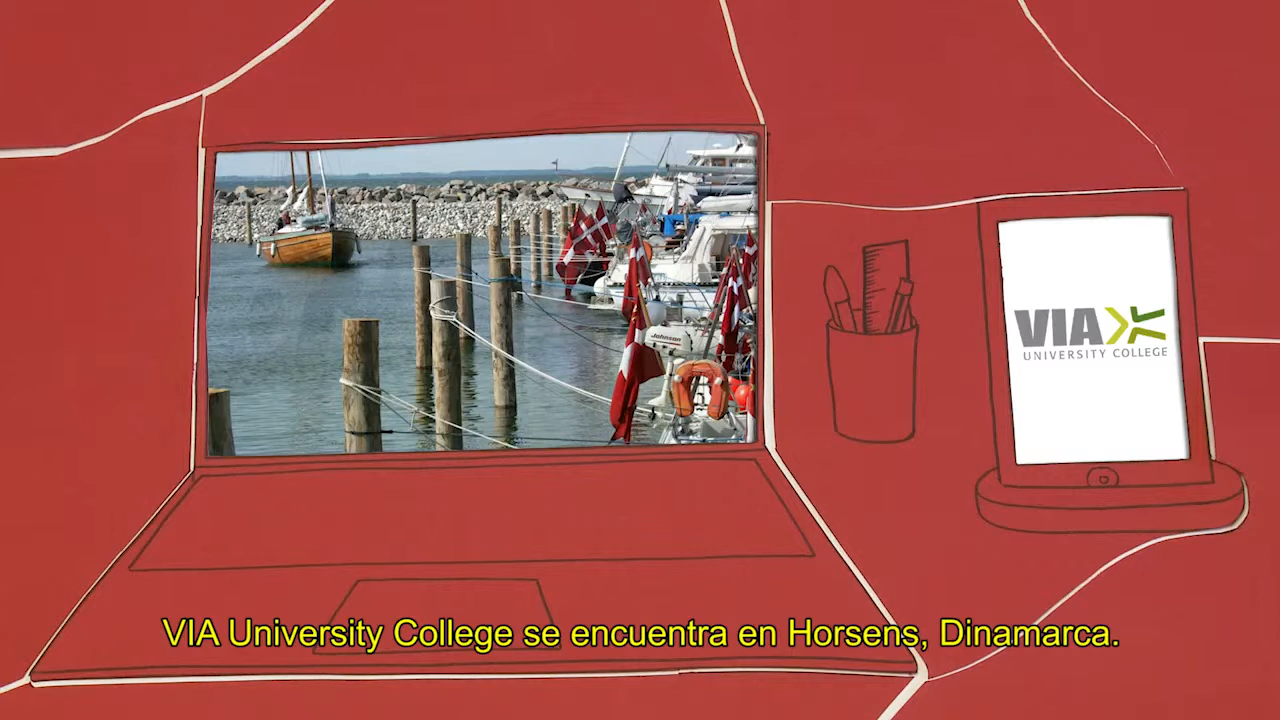 Johnson
VIA
UNIVERSITY COLLEGE
VIA University College se encuentra en Horsens, Dinamarca.